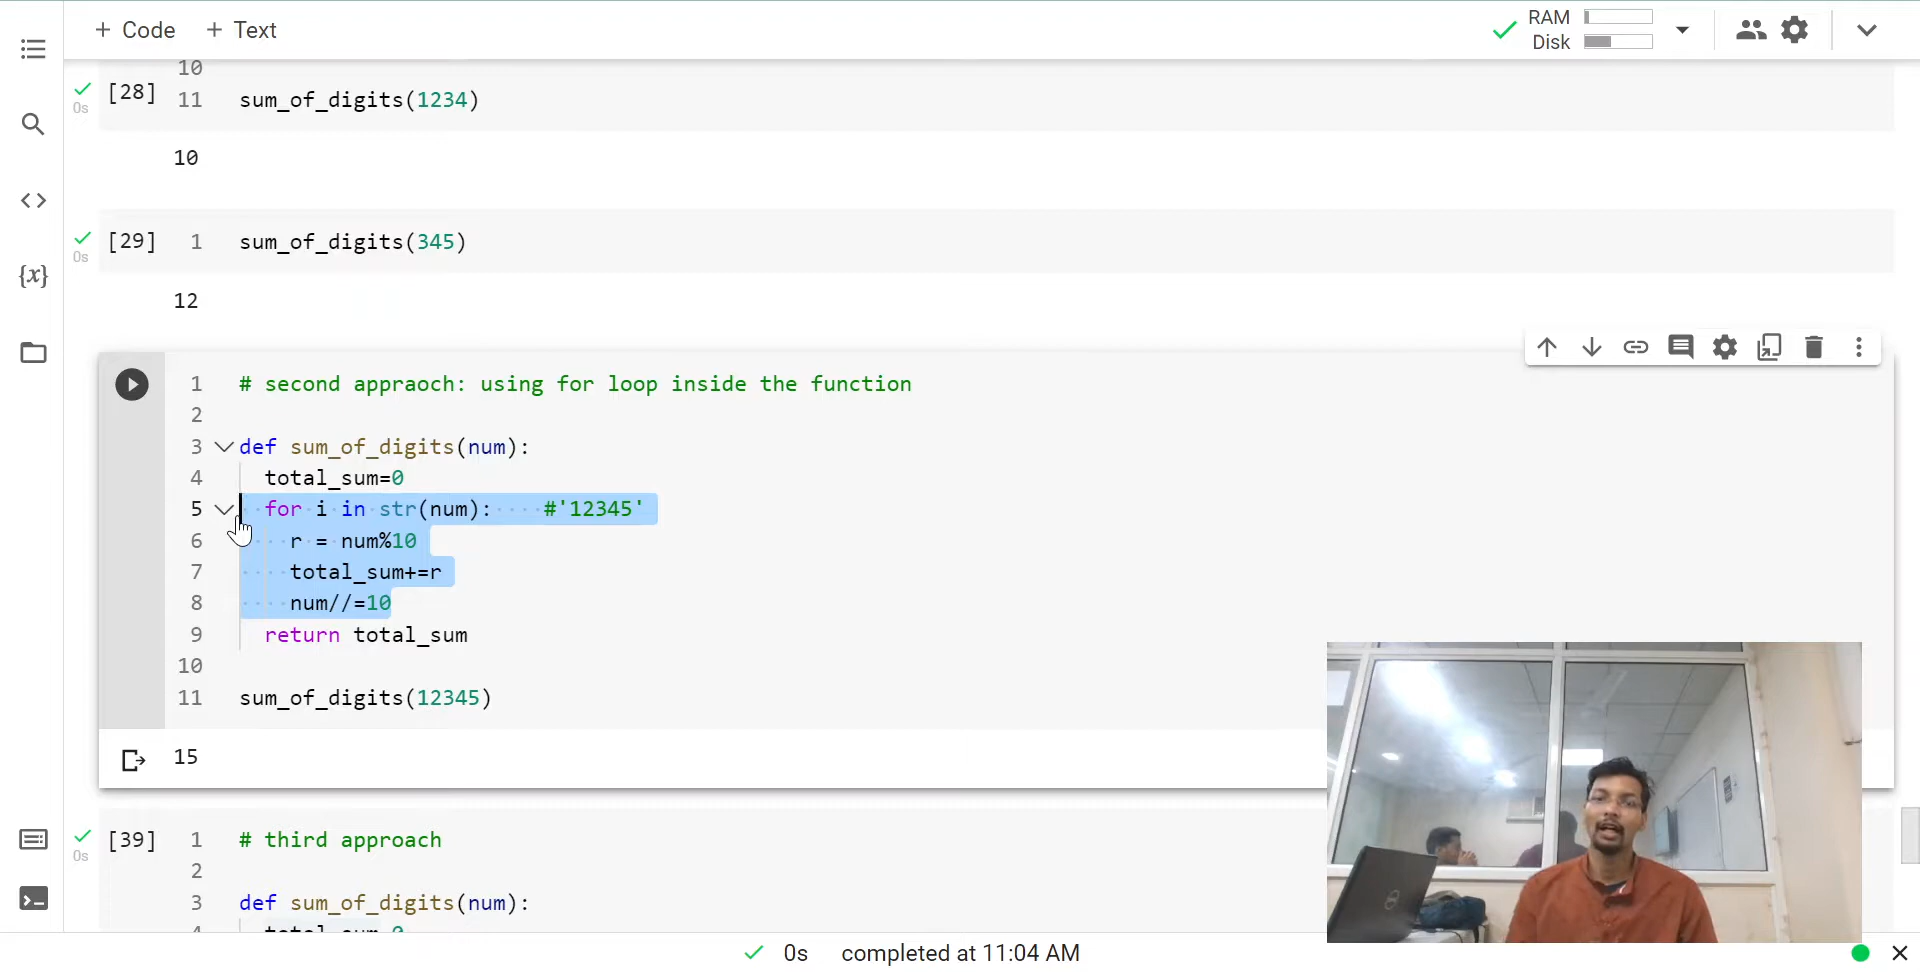 + Code + Text
RAM
Disk
10
[28] 11 sum_of_digits(1234)
0s
10
[29] 1 sum_of_digits(345)
0s
12
{x}
1 # second appraoch: using for loop inside the function
2
3 def sum_of_digits(num):
4 total_sum=0
5 for i in str(num): #'12345'
6 r = num%10
7 total_sum+=r
8 num//=10
9 return total_sum
10
11 sum_of_digits(12345)
15
[39] 1 # third approach
0s
2
3 def sum_of_digits(num):
4 total_sum=0
0s completed at 11:04 AM